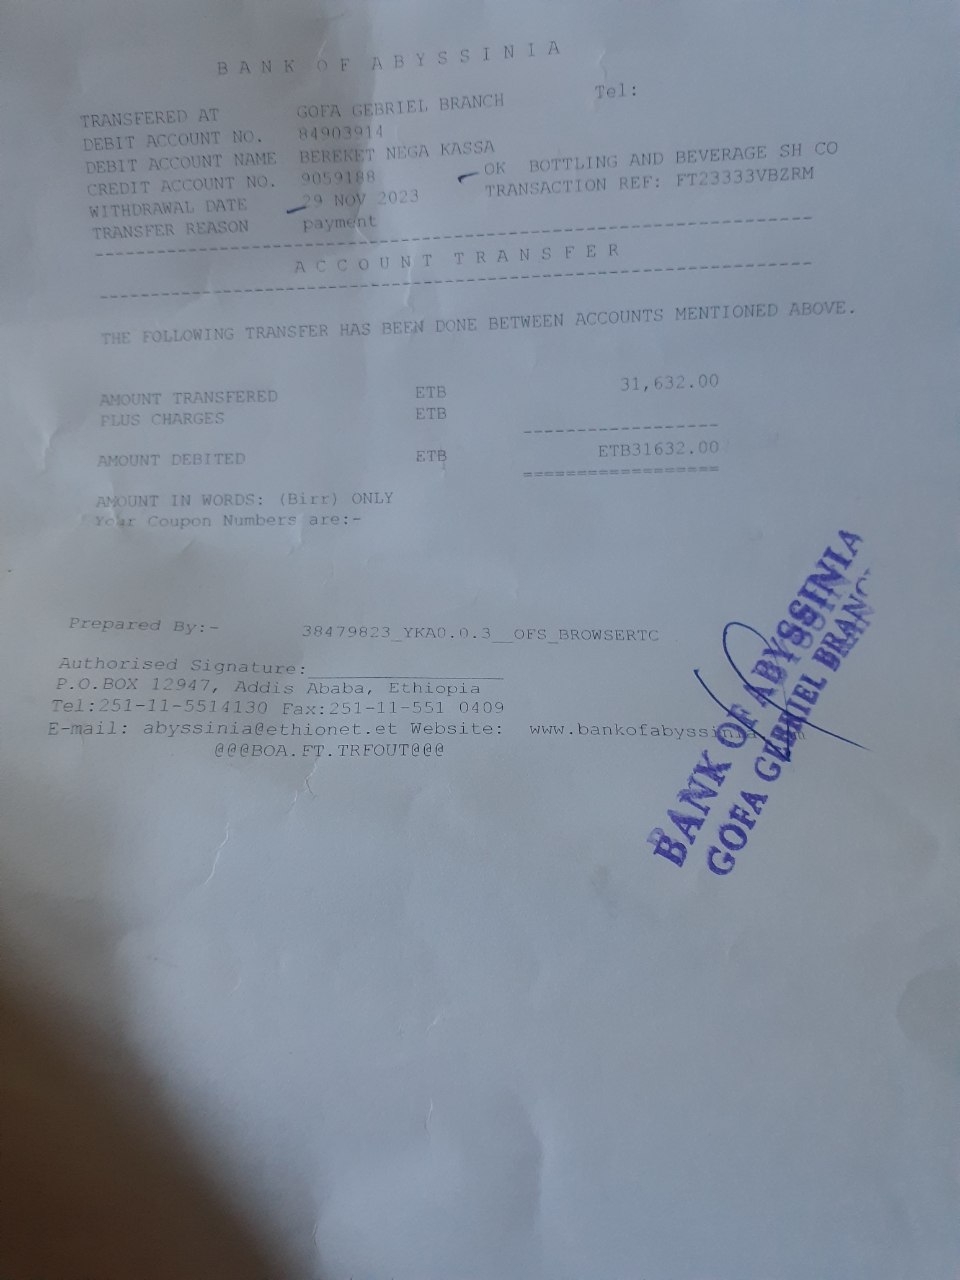 BANK OF ABYSSINIA
Tel:
TRANSFERED AT GOFA GEBRIEL BRANCH
DEBIT ACCOUNT NO. 84903914
DEBIT ACCOUNT NAME BEREKET NEGA KASSA
CREDIT ACCOUNT NO. 9059188 OK BOTTLING AND BEVERAGE SH CO
WITHDRAWAL DATE 29 NOV 2023 TRANSACTION REF: FT23333VBZRM
TRANSFER REASON payment
ACCOUNT TRANSFER
THE FOLLOWING TRANSFER HAS BEEN DONE BETWEEN ACCOUNTS MENTIONED ABOVE.
AMOUNT TRANSFERED ETB 31,632.00
PLUS CHARGES ETB
AMOUNT DEBITED ETB ETB31632.00
AMOUNT IN WORDS: (Birr) ONLY
Your Coupon Numbers are:-
Prepared By:- 38479823_YKA0.0.3__OFS_BROWSERTC
Authorised Signature:
P.O.BOX 12947, Addis Ababa, Ethiopia
Tel:251-11-5514130 Fax:251-11-551 0409
E-mail: abyssinia@ethionet.et Website: www.bankofabyssinia
@@@BOA.FT.TRFOUT@@@
BANK OF ABYSSINIA
GOFA GEBRIEL BRANC